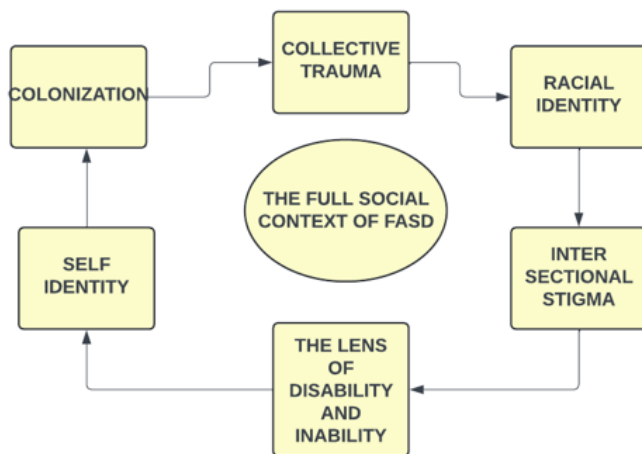 COLLECTIVE
TRAUMA
COLONIZATION
RACIAL
IDENTITY
THE FULL SOCIAL
CONTEXT OF FASD
SELF
IDENTITY
INTER
SECTIONAL
STIGMA
THE LENS
OF
DISABILITY
AND
INABILITY